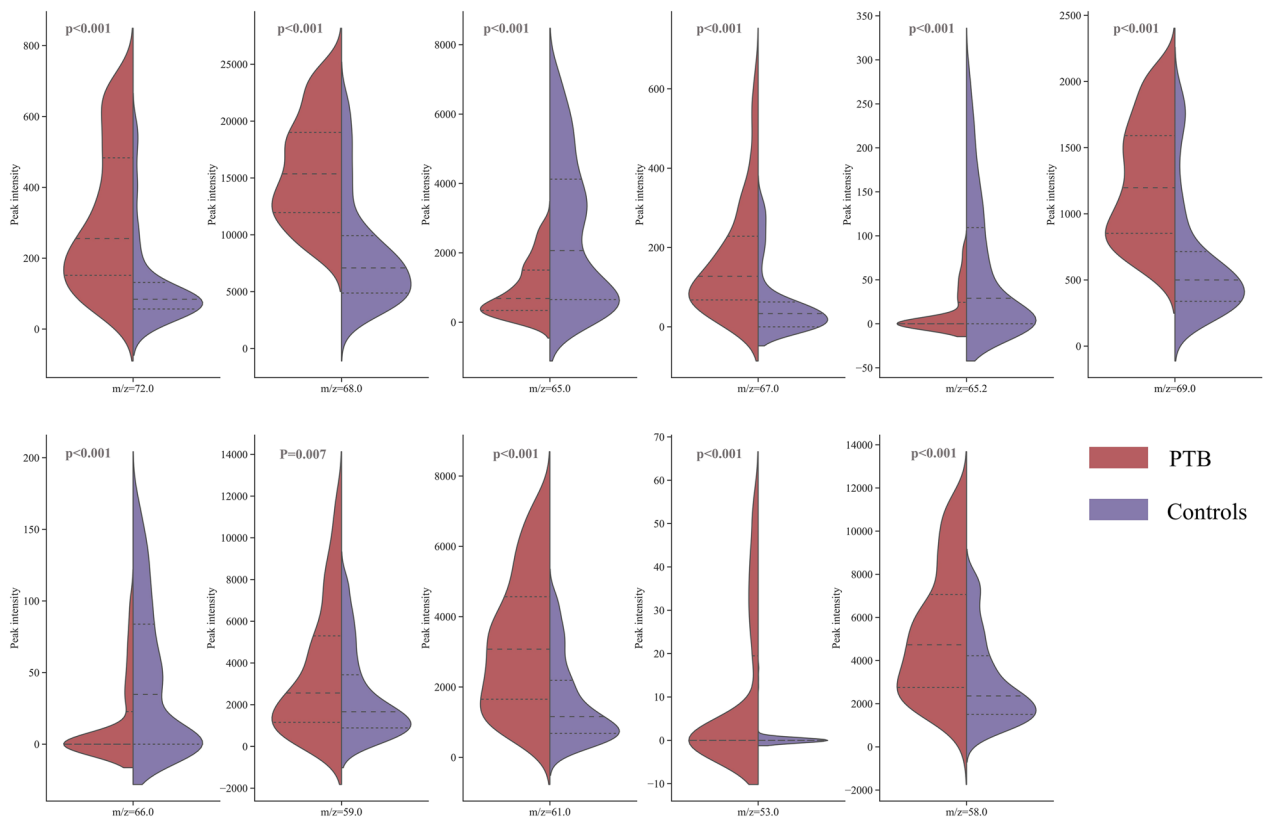 p<0.001
800
600
400
200
0
Peak intensity
m/z=72.0
p<0.001
25000
20000
15000
10000
5000
0
Peak intensity
m/z=68.0
p<0.001
8000
6000
4000
2000
0
Peak intensity
m/z=65.0
p<0.001
600
400
200
0
Peak intensity
m/z=67.0
p<0.001
350
300
250
200
150
100
50
0
−50
Peak intensity
m/z=65.2
p<0.001
2500
2000
1500
1000
500
0
Peak intensity
m/z=69.0
p<0.001
200
150
100
50
0
Peak intensity
m/z=66.0
P=0.007
14000
12000
10000
8000
6000
4000
2000
0
−2000
Peak intensity
m/z=59.0
p<0.001
8000
6000
4000
2000
0
Peak intensity
m/z=61.0
p<0.001
70
60
50
40
30
20
10
0
−10
Peak intensity
m/z=53.0
p<0.001
14000
12000
10000
8000
6000
4000
2000
0
−2000
Peak intensity
m/z=58.0
PTB
Controls